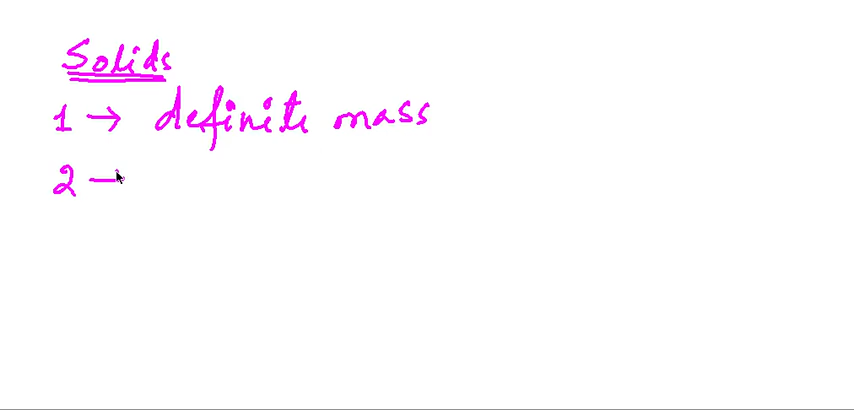 Solids
1 → definite mass
2 —